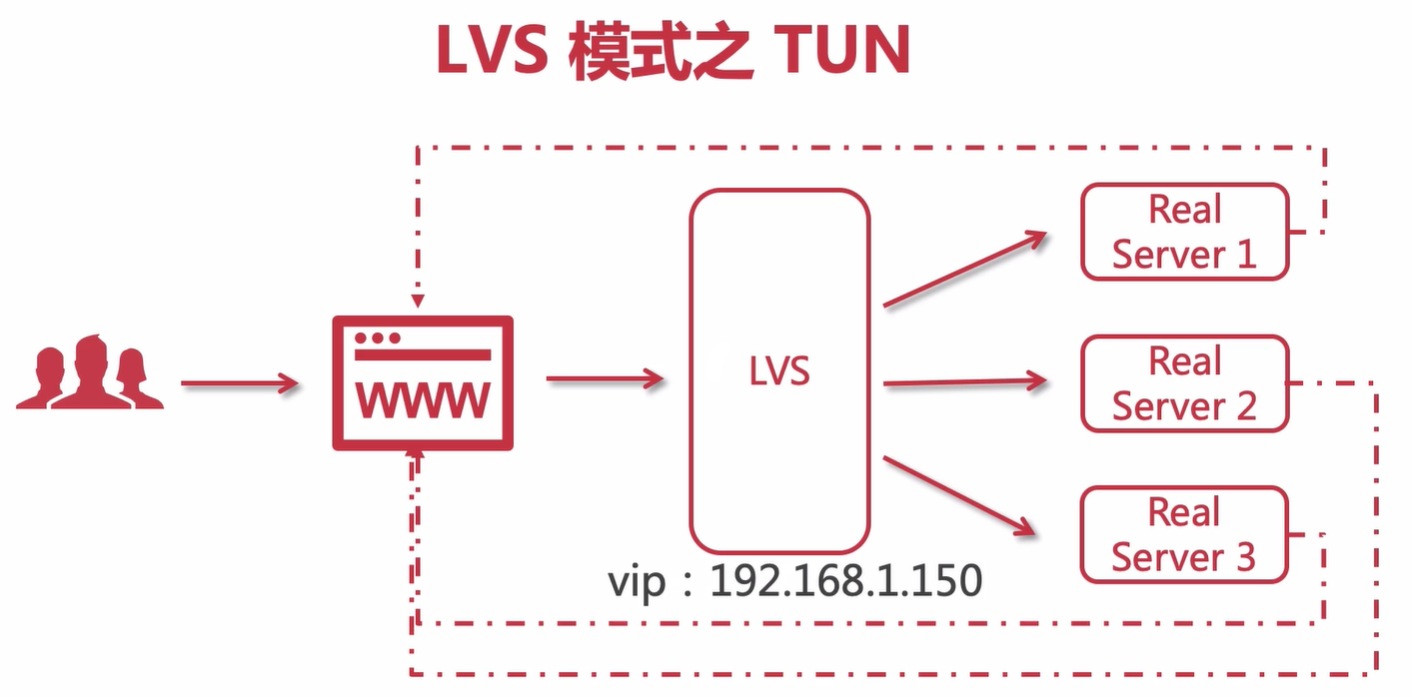 LVS 模式之 TUN
WWW
LVS
Real
Server 1
Real
Server 2
Real
Server 3
vip：192.168.1.150